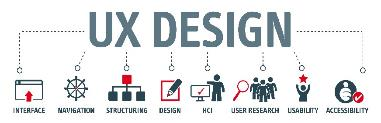 UX DESIGN
INTERFACE NAVIGATION STRUCTURING DESIGN HCI USER RESEARCH USABILITY ACCESSIBILITY